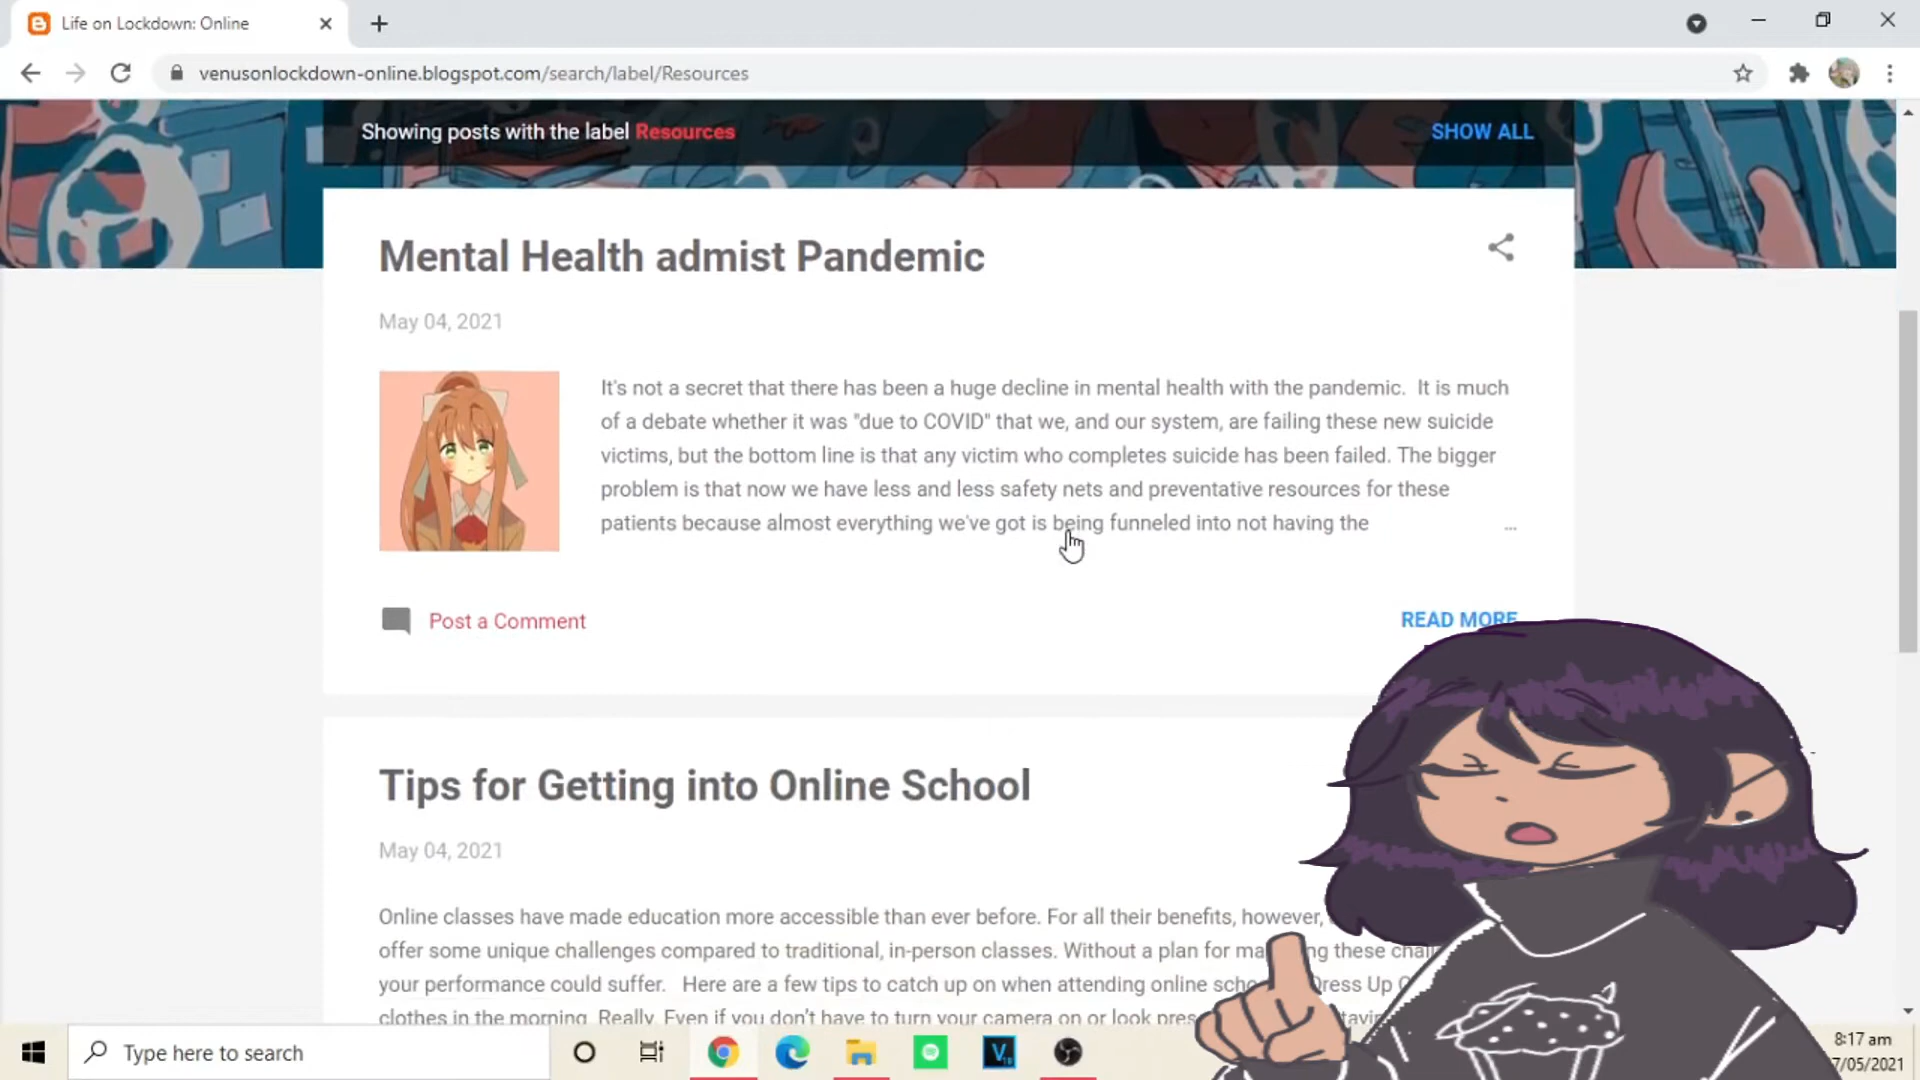 Life on Lockdown: Online
venusonlockdown-online.blogspot.com/search/label/Resources
Showing posts with the label Resources
SHOW ALL
Mental Health admist Pandemic
May 04, 2021
It's not a secret that there has been a huge decline in mental health with the pandemic. It is much
of a debate whether it was "due to COVID" that we, and our system, are failing these new suicide
victims, but the bottom line is that any victim who completes suicide has been failed. The bigger
problem is that now we have less and less safety nets and preventative resources for these
patients because almost everything we've got is being funneled into not having the ...
Post a Comment
READ MORE
Tips for Getting into Online School
May 04, 2021
Online classes have made education more accessible than ever before. For all their benefits, however,
offer some unique challenges compared to traditional, in-person classes. Without a plan for these
your performance could suffer. Here are a few tips to catch up on when attending online Dress Up
clothes in the morning. Really. Even if you don't have to turn your camera on or look
Type here to search
8:17 am
7/05/2021